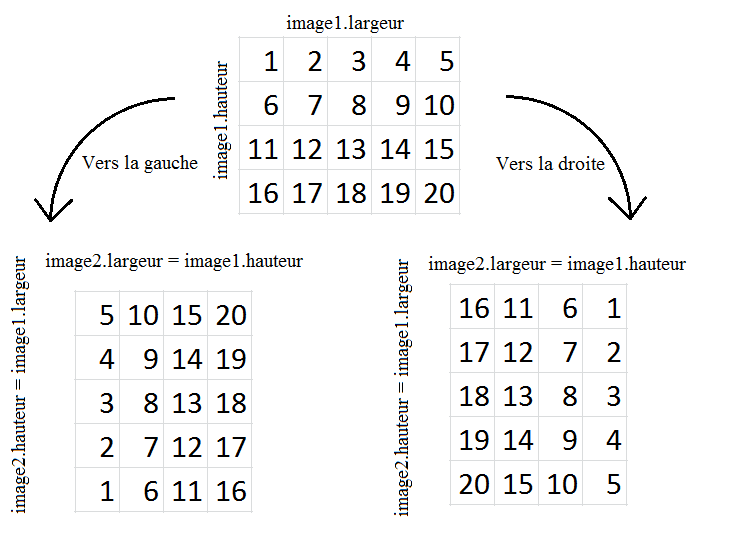 image1.largeur
image1.hauteur
1 2 3 4 5
6 7 8 9 10
11 12 13 14 15
16 17 18 19 20
Vers la gauche
Vers la droite
image2.largeur = image1.hauteur
image2.hauteur = image1.largeur
5 10 15 20
4 9 14 19
3 8 13 18
2 7 12 17
1 6 11 16
image2.largeur = image1.hauteur
image2.hauteur = image1.largeur
16 11 6 1
17 12 7 2
18 13 8 3
19 14 9 4
20 15 10 5